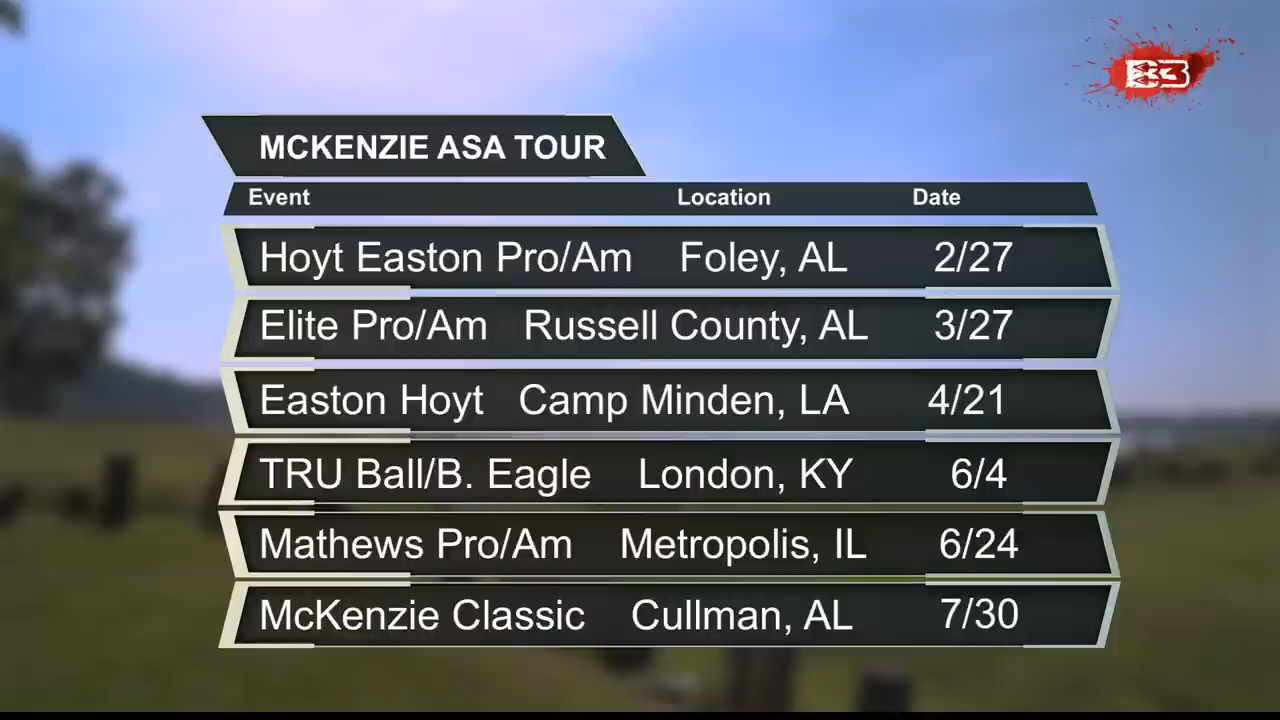 B3
MCKENZIE ASA TOUR
Event Location Date
Hoyt Easton Pro/Am Foley, AL 2/27
Elite Pro/Am Russell County, AL 3/27
Easton Hoyt Camp Minden, LA 4/21
TRU Ball/B. Eagle London, KY 6/4
Mathews Pro/Am Metropolis, IL 6/24
McKenzie Classic Cullman, AL 7/30